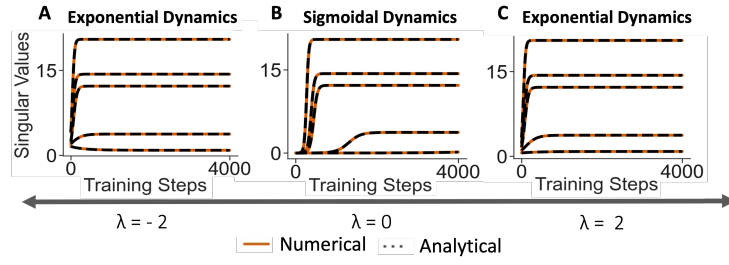 A Exponential Dynamics
B Sigmoidal Dynamics
C Exponential Dynamics
Singular Values
15
0
0 4000
Training Steps
15
0
0 4000
Training Steps
15
0
0 4000
Training Steps
λ = - 2
λ = 0
λ = 2
Numerical
Analytical